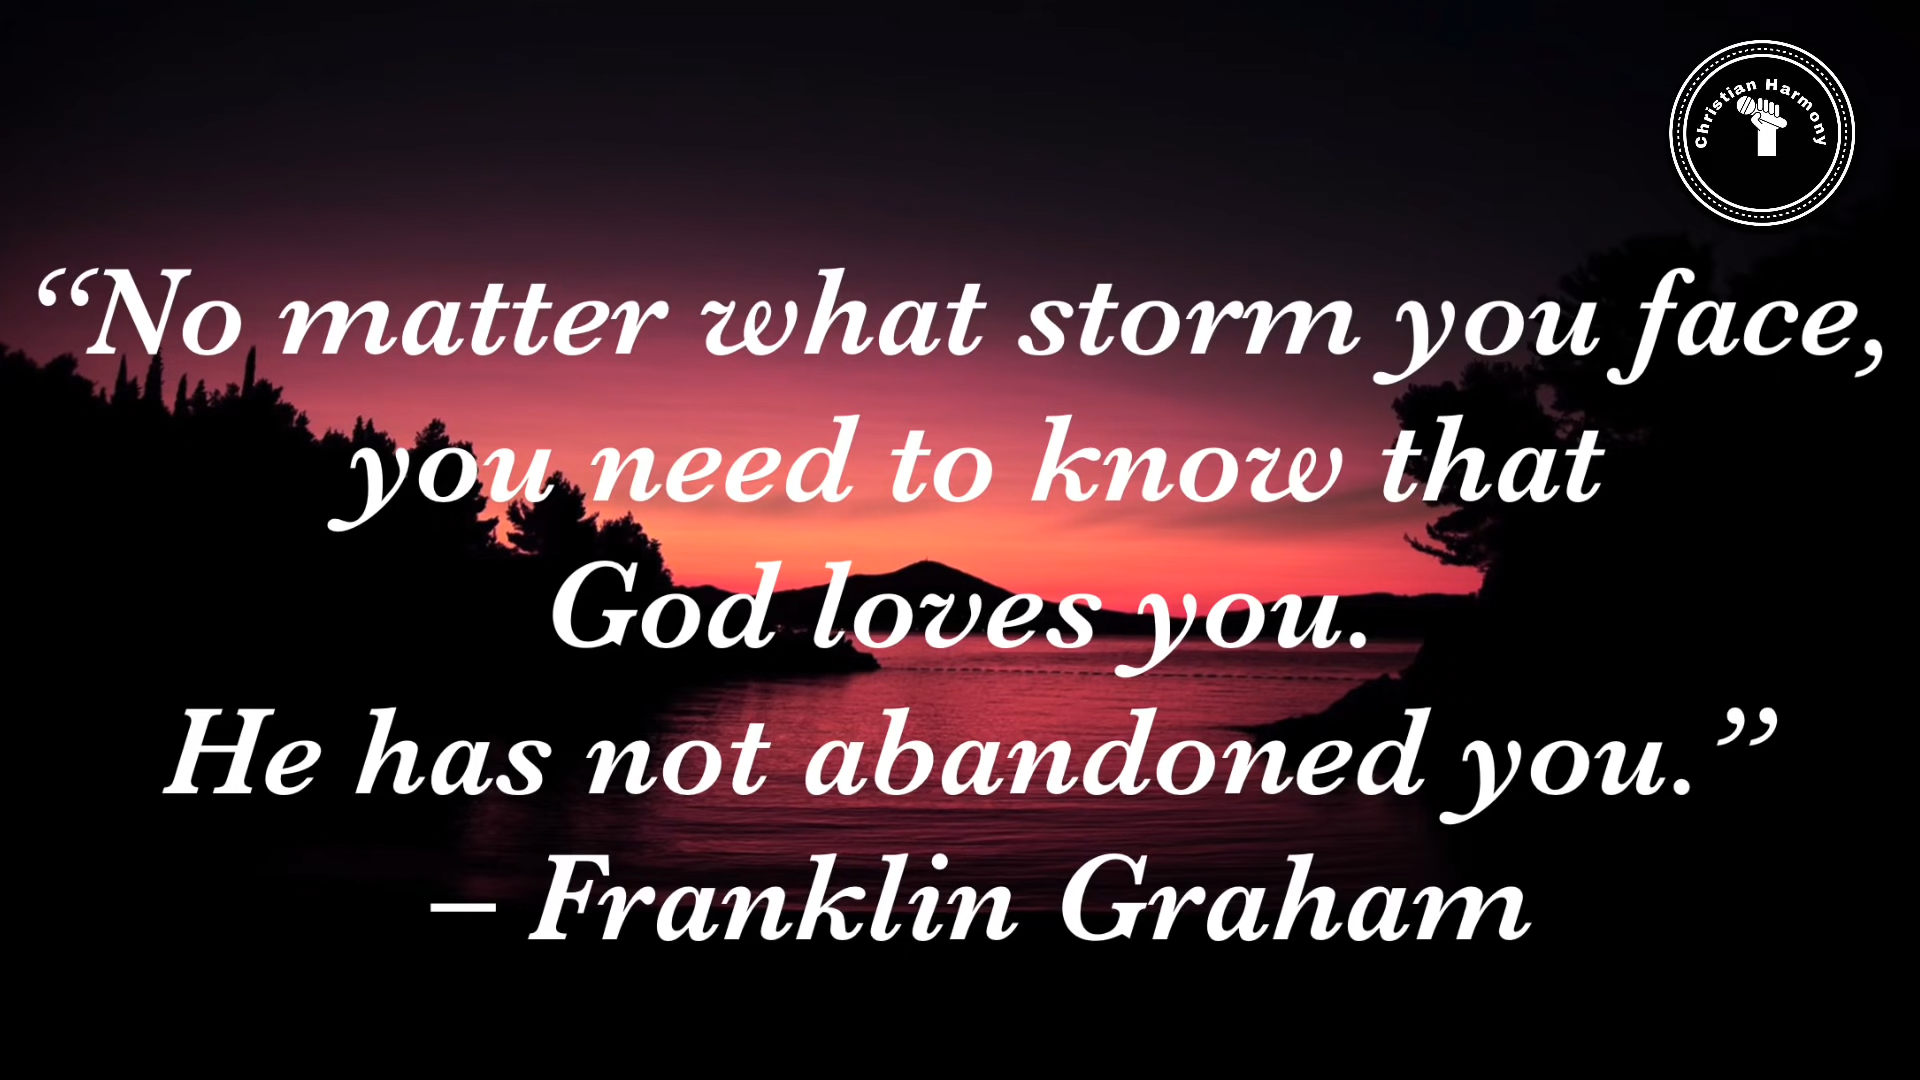 Christian Harmony
“No matter what storm you face,
you need to know that
God loves you.
He has not abandoned you.”
– Franklin Graham